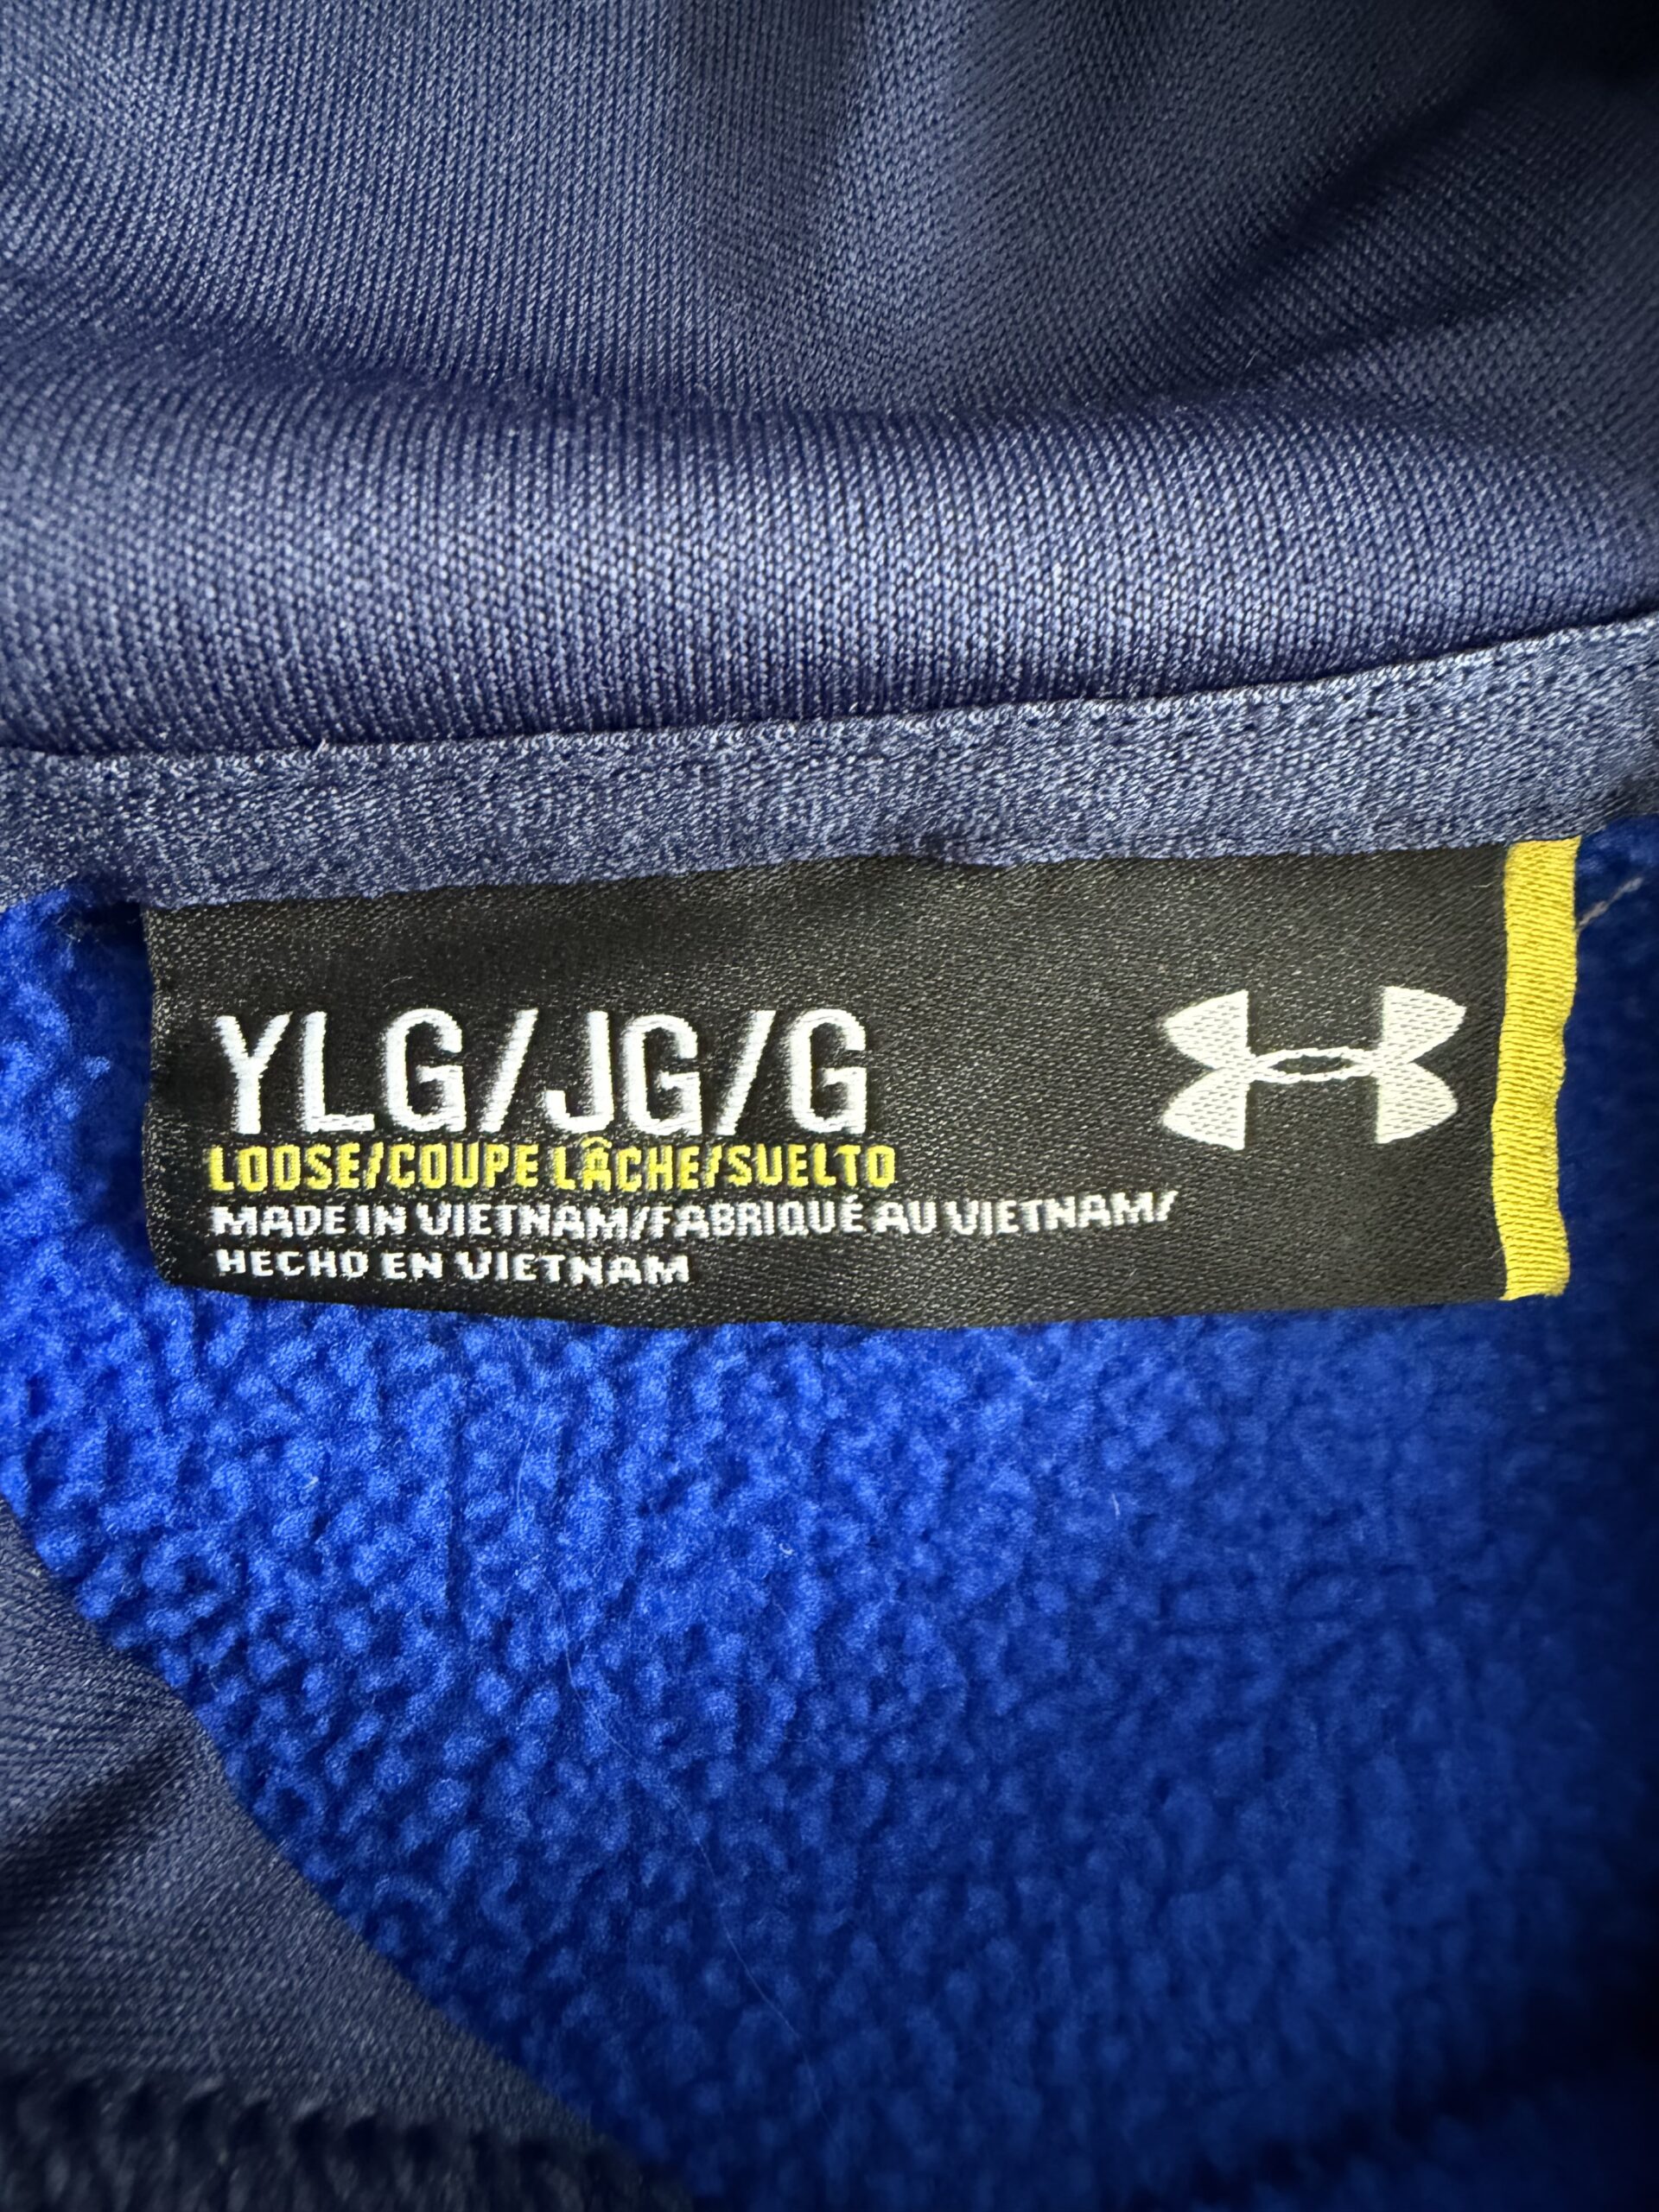 YLG/JG/G
LOOSE/COUPE LÂCHE/SUELTO
MADE IN VIETNAM/FABRIQUÉ AU VIETNAM/
HECHO EN VIETNAM